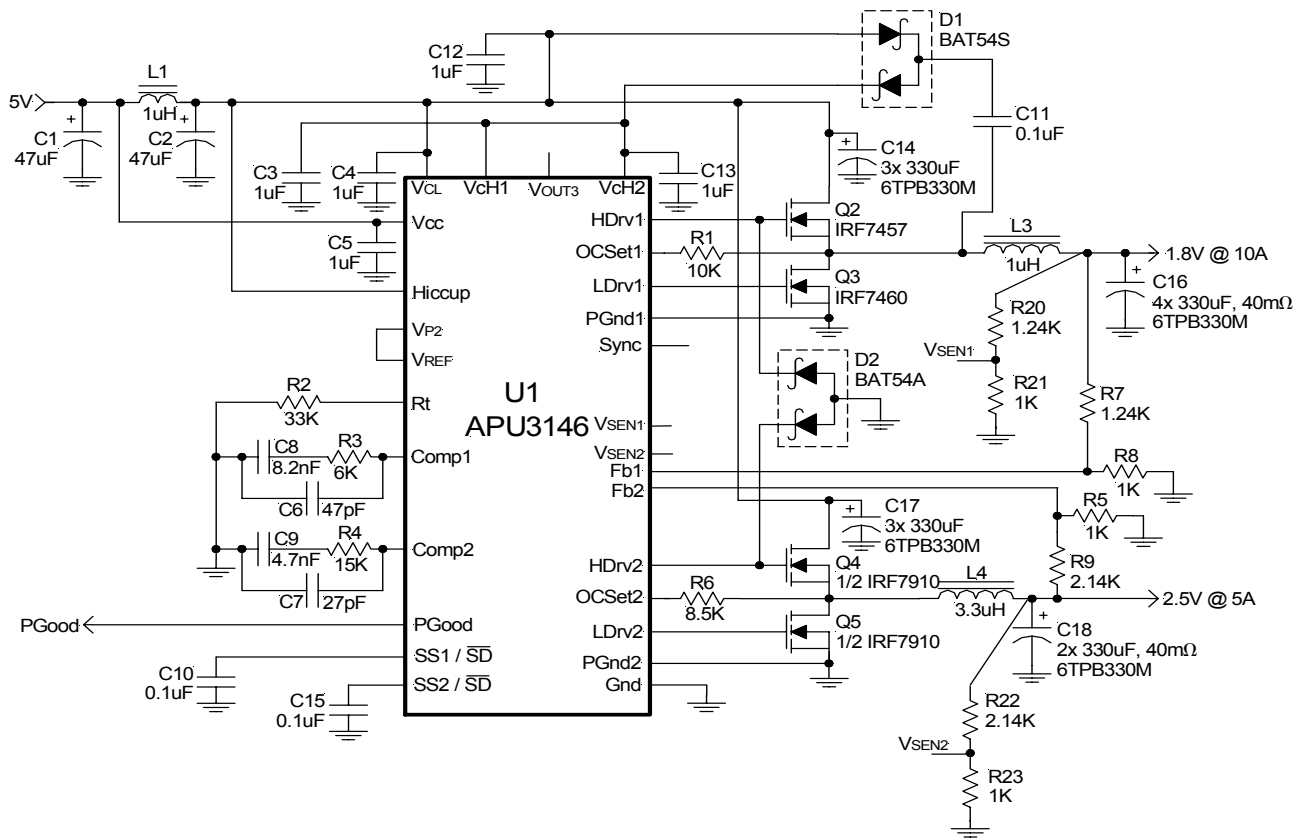 D1
BAT54S
C12
1uF
L1
5V
1uH
C1
47uF
C2
47uF
C11
0.1uF
C3
1uF
C4
1uF
C13
1uF
C14
3x 330uF
6TPB330M
VCL
VcH1
VOUT3
VcH2
Vcc
C5
1uF
HDrv1
Q2
IRF7457
OCSet1
R1
10K
L3
1uH
1.8V @ 10A
Hiccup
LDrv1
Q3
IRF7460
C16
4x 330uF, 40mΩ
6TPB330M
R20
1.24K
PGnd1
VP2
VREF
Sync
VSEN1
D2
BAT54A
R21
1K
R7
1.24K
R2
33K
Rt
U1
APU3146
VSEN1
VSEN2
C8
8.2nF
R3
6K
Comp1
Fb1
Fb2
R8
1K
C6
47pF
C17
3x 330uF
6TPB330M
R5
1K
C9
4.7nF
R4
15K
Comp2
HDrv2
Q4
1/2 IRF7910
R9
2.14K
C7
27pF
OCSet2
R6
8.5K
L4
3.3uH
2.5V @ 5A
PGood
PGood
LDrv2
Q5
1/2 IRF7910
C18
2x 330uF, 40mΩ
6TPB330M
SS1 / SD
PGnd2
C10
0.1uF
SS2 / SD
Gnd
C15
0.1uF
R22
2.14K
VSEN2
R23
1K